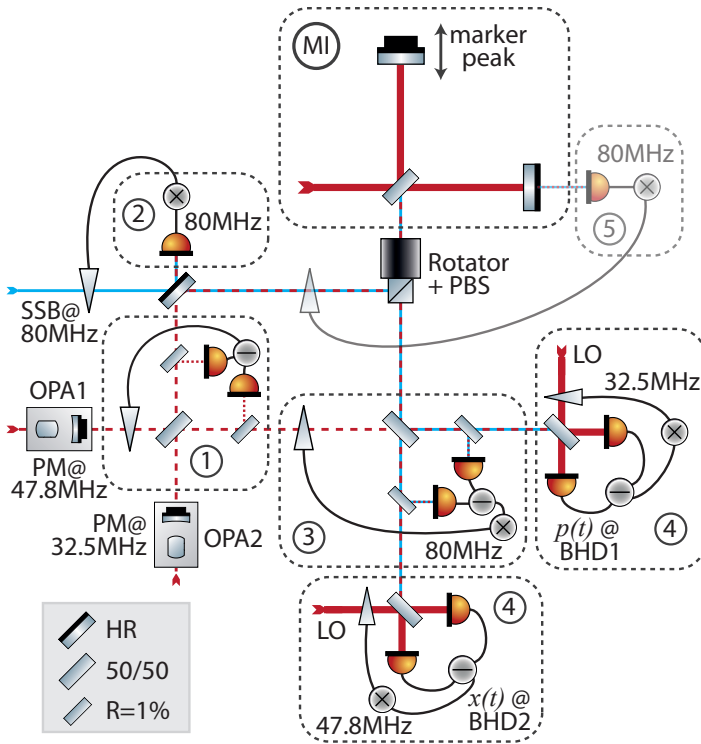 MI
marker
peak
80MHz
5
2
80MHz
Rotator
+ PBS
SSB@
80MHz
LO
32.5MHz
OPA1
1
PM@
47.8MHz
PM@
32.5MHz
OPA2
3
80MHz
p(t) @
BHD1
4
4
LO
x(t) @
BHD2
47.8MHz
HR
50/50
R=1%